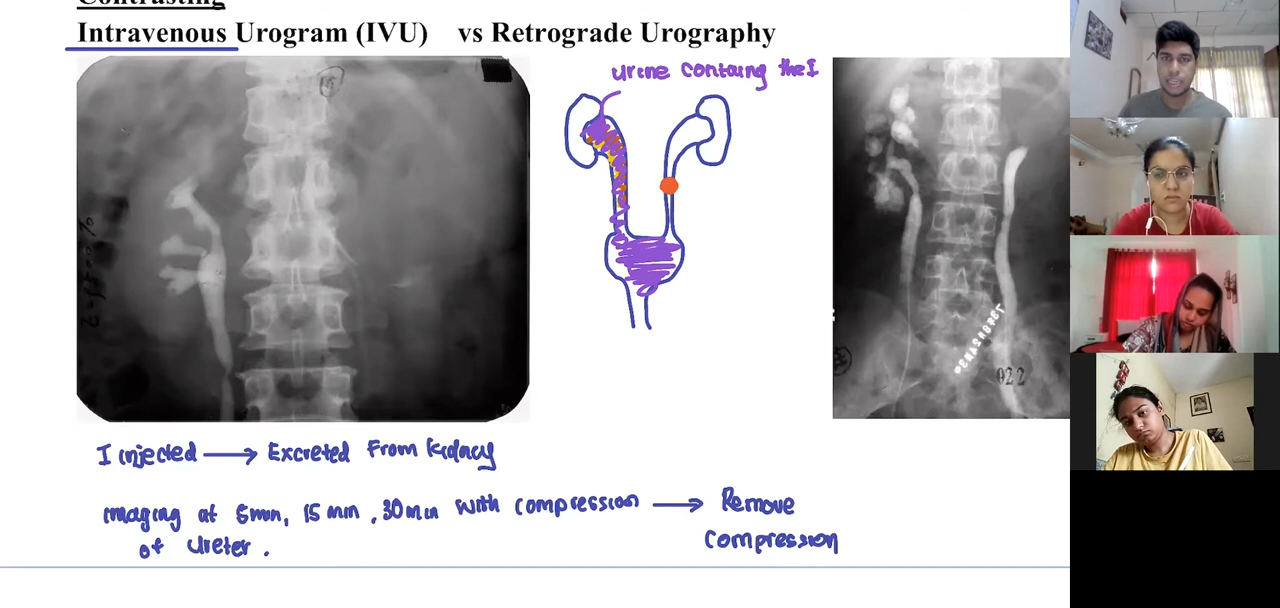 Contrasting
Intravenous Urogram (IVU) vs Retrograde Urography
urine containg the I
022
I injected → Excreted From kidney
imaging at 5min, 15 min, 30 min with compression → Remove
of Ureter. compression